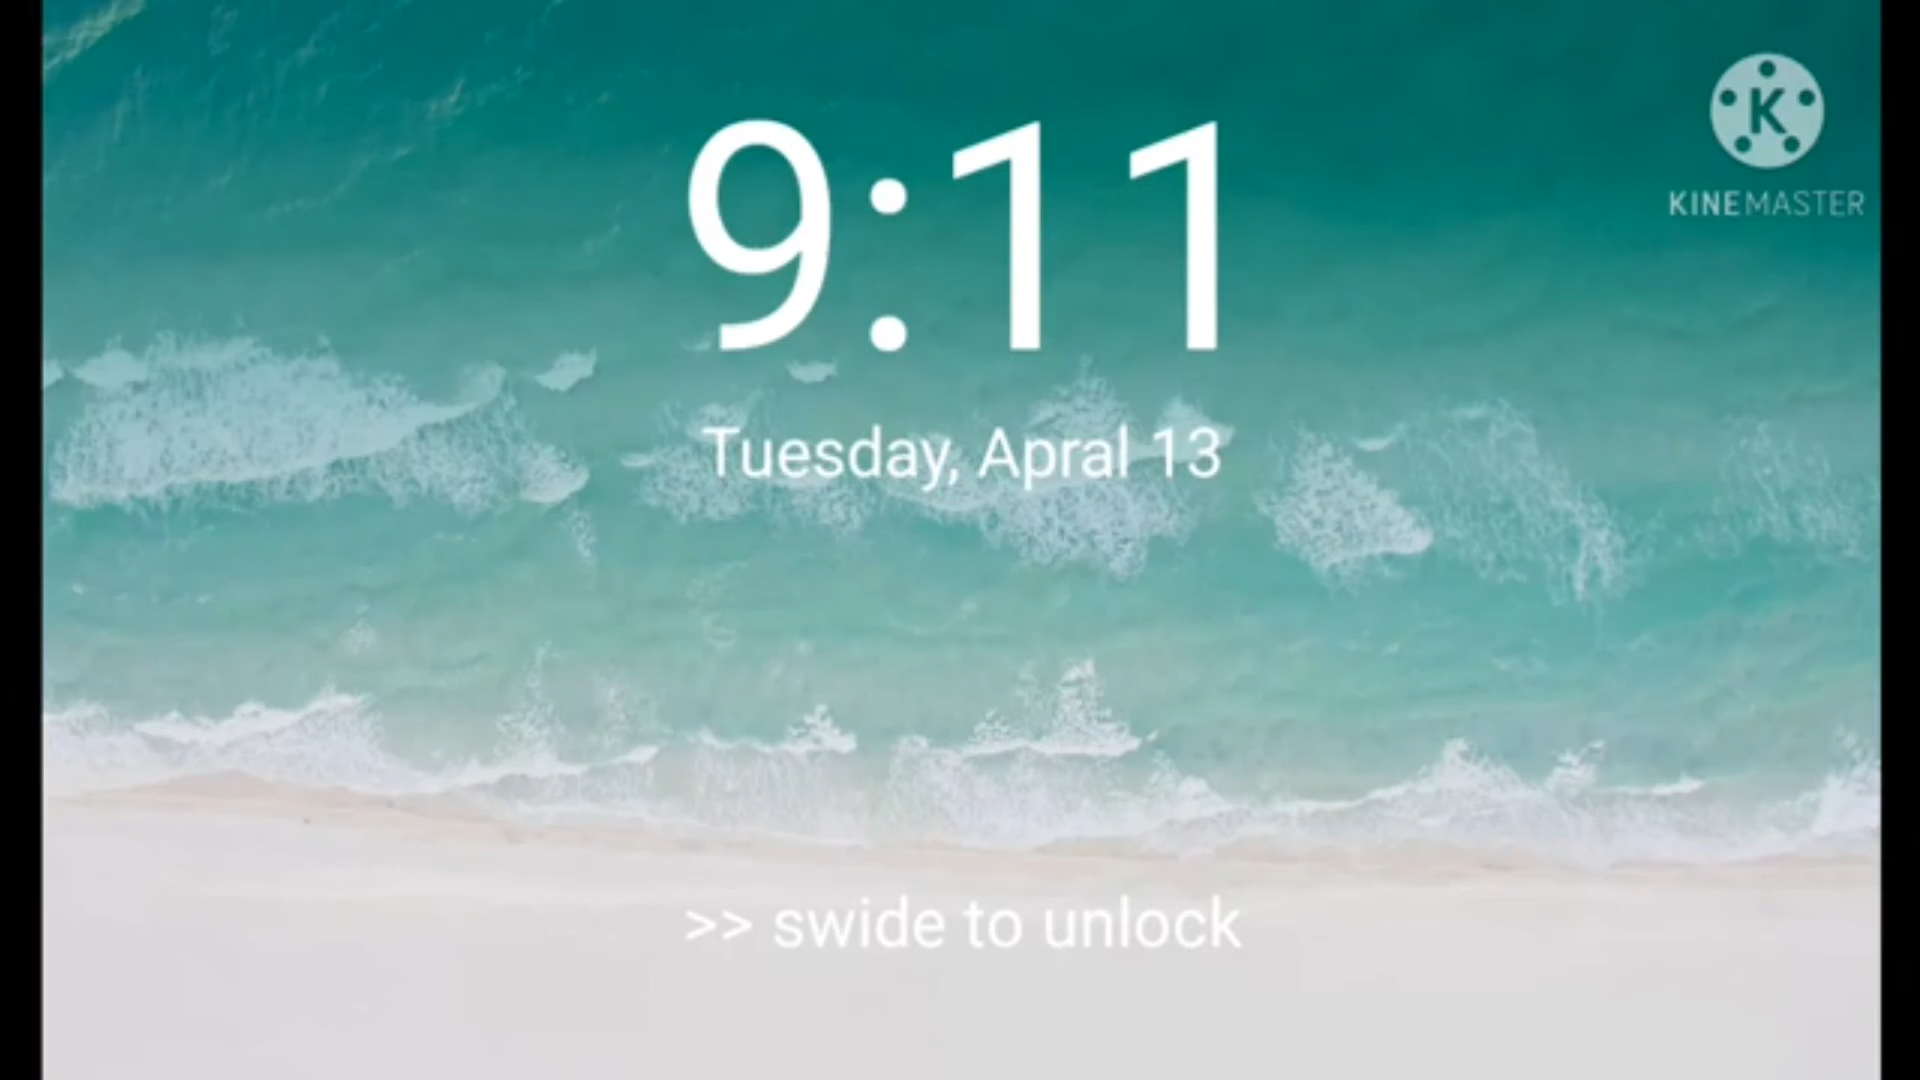 9:11
K
KINEMASTER
Tuesday, Apral 13
>> swide to unlock